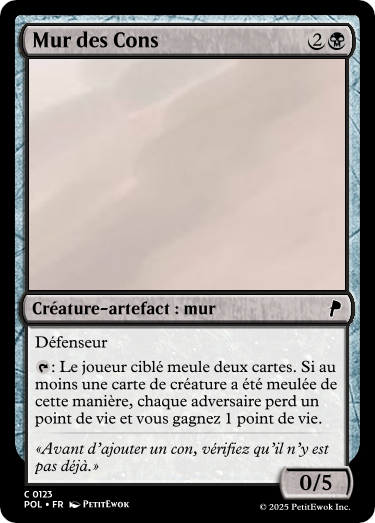 Mur des Cons 2
Créature-artefact : mur
Défenseur
: Le joueur ciblé meule deux cartes. Si au
moins une carte de créature a été meulée de
cette manière, chaque adversaire perd un
point de vie et vous gagnez 1 point de vie.
«Avant d'ajouter un con, vérifiez qu'il n'y est
pas déjà.»
0/5
C 0123
POL • FR PetitEwok
© 2025 PetitEwok Inc.